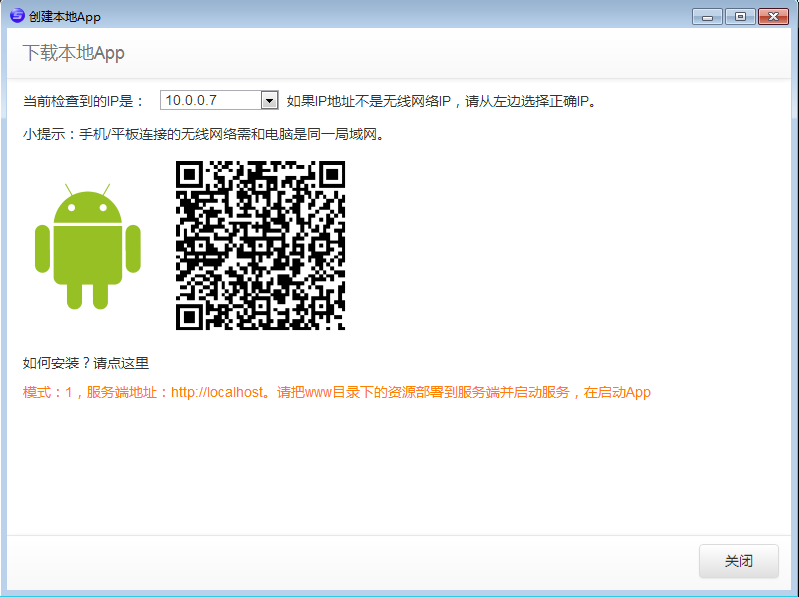 创建本地App
下载本地App
当前检查到的IP是： 10.0.0.7 如果IP地址不是无线网络IP，请从左边选择正确IP。
小提示：手机/平板连接的无线网络需和电脑是同一局域网。
如何安装？请点这里
模式：1，服务端地址：http://localhost。请把www目录下的资源部署到服务端并启动服务，在启动App
关闭